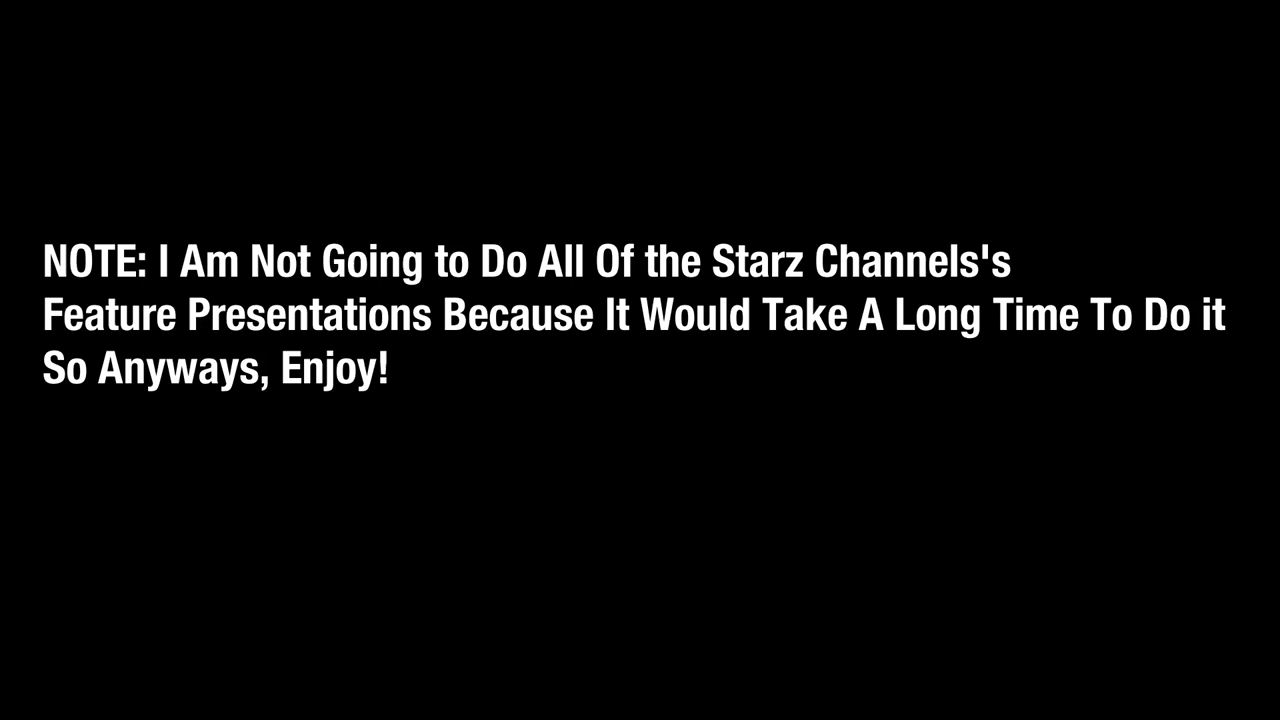 NOTE: I Am Not Going to Do All Of the Starz Channels's
Feature Presentations Because It Would Take A Long Time To Do it
So Anyways, Enjoy!